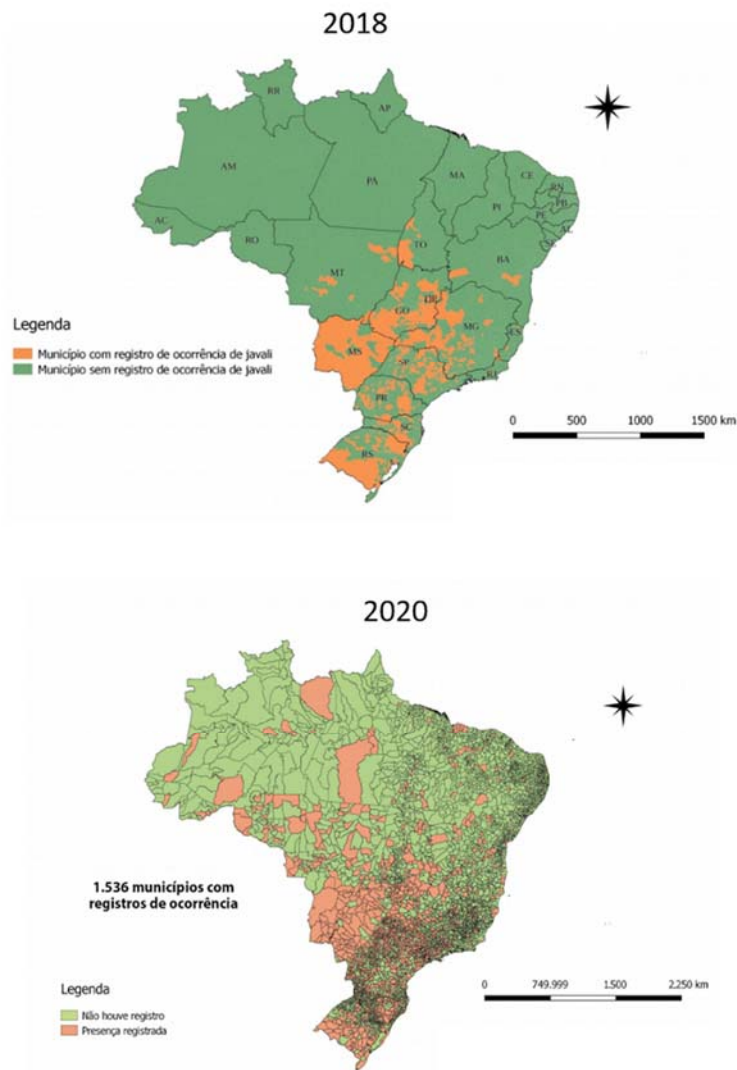 2018
RR
AP
AM
PA
MA
CE
RN
PB
PE
AL
SE
PI
AC
RO
TO
BA
MT
GO
DF
MG
ES
MS
SP
RJ
PR
SC
RS
Legenda
Município com registro de ocorrência de javali
Município sem registro de ocorrência de javali
0 500 1000 1500 km
2020
1.536 municípios com
registros de ocorrência
0 749.999 1.500 2.250 km
Legenda
Não houve registro
Presença registrada